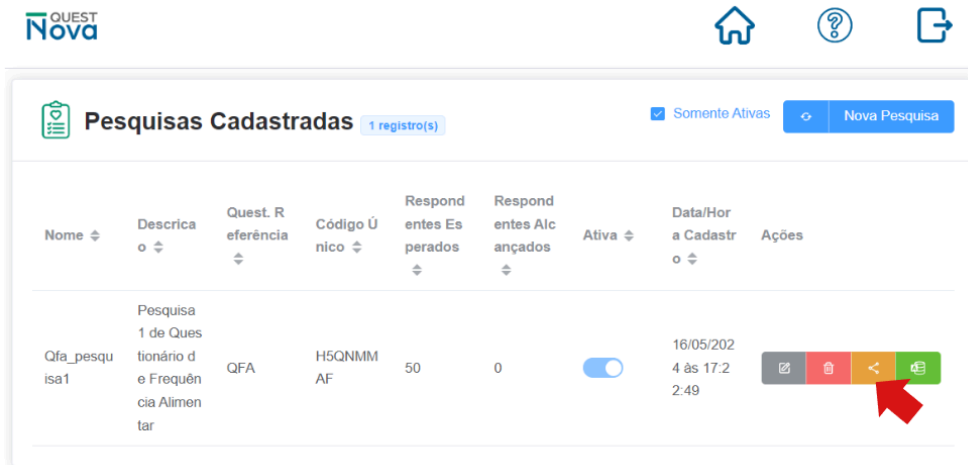 QUEST
Nova
Pesquisas Cadastradas 1 registro(s)
Somente Ativas
Nova Pesquisa
Nome
Descrica
o
Quest. R
eferência
Código Ú
nico
Respond
entes Es
perados
Respond
entes Alc
ançados
Ativa
Data/Hor
a Cadastr
o
Ações
Qfa_pesqu
isa1
Pesquisa
1 de Ques
tionário d
e Frequên
cia Alimen
tar
QFA
H5QNMM
AF
50
0
16/05/202
4 às 17:2
2:49